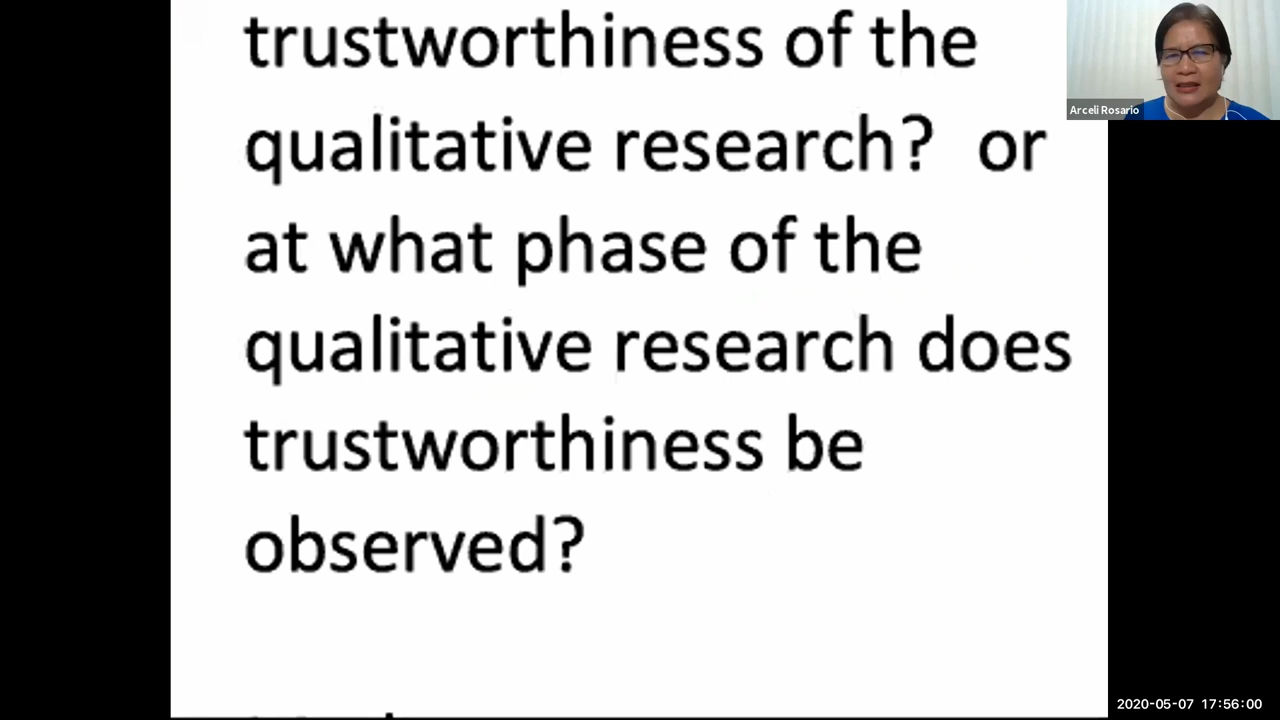 trustworthiness of the
qualitative research? or
at what phase of the
qualitative research does
trustworthiness be
observed?
Arceli Rosario
2020-05-07 17:56:00